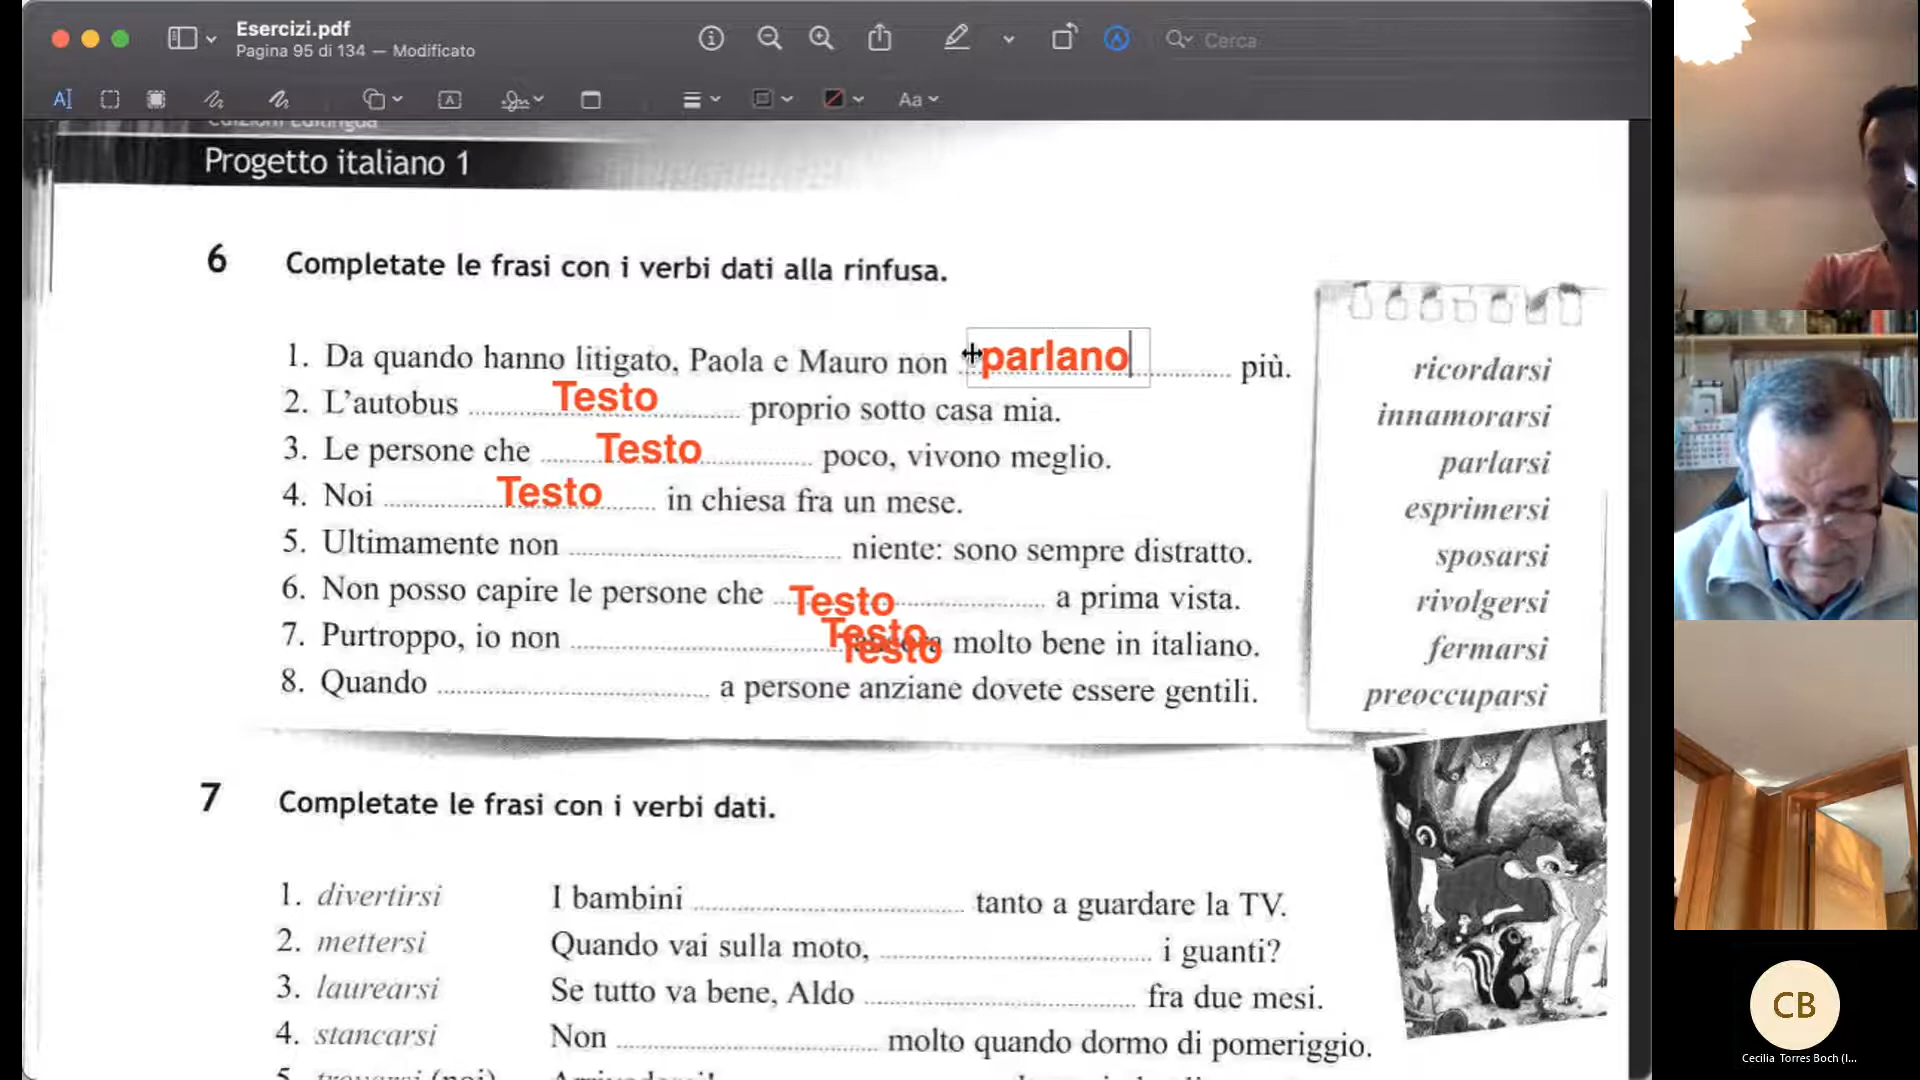 Esercizi.pdf
Pagina 95 di 134 — Modificato
Cerca
Edizioni Edilingua
Progetto italiano 1
6 Completate le frasi con i verbi dati alla rinfusa.
1. Da quando hanno litigato, Paola e Mauro non parlano più.
2. L'autobus Testo proprio sotto casa mia.
3. Le persone che Testo poco, vivono meglio.
4. Noi Testo in chiesa fra un mese.
5. Ultimamente non niente: sono sempre distratto.
6. Non posso capire le persone che Testo a prima vista.
7. Purtroppo, io non Testo Testo molto bene in italiano.
8. Quando a persone anziane dovete essere gentili.
ricordarsi
innamorarsi
parlarsi
esprimersi
sposarsi
rivolgersi
fermarsi
preoccuparsi
7 Completate le frasi con i verbi dati.
1. divertirsi I bambini tanto a guardare la TV.
2. mettersi Quando vai sulla moto, i guanti?
3. laurearsi Se tutto va bene, Aldo fra due mesi.
4. stancarsi Non molto quando dormo di pomeriggio.
CB
Cecilia Torres Boch (I...